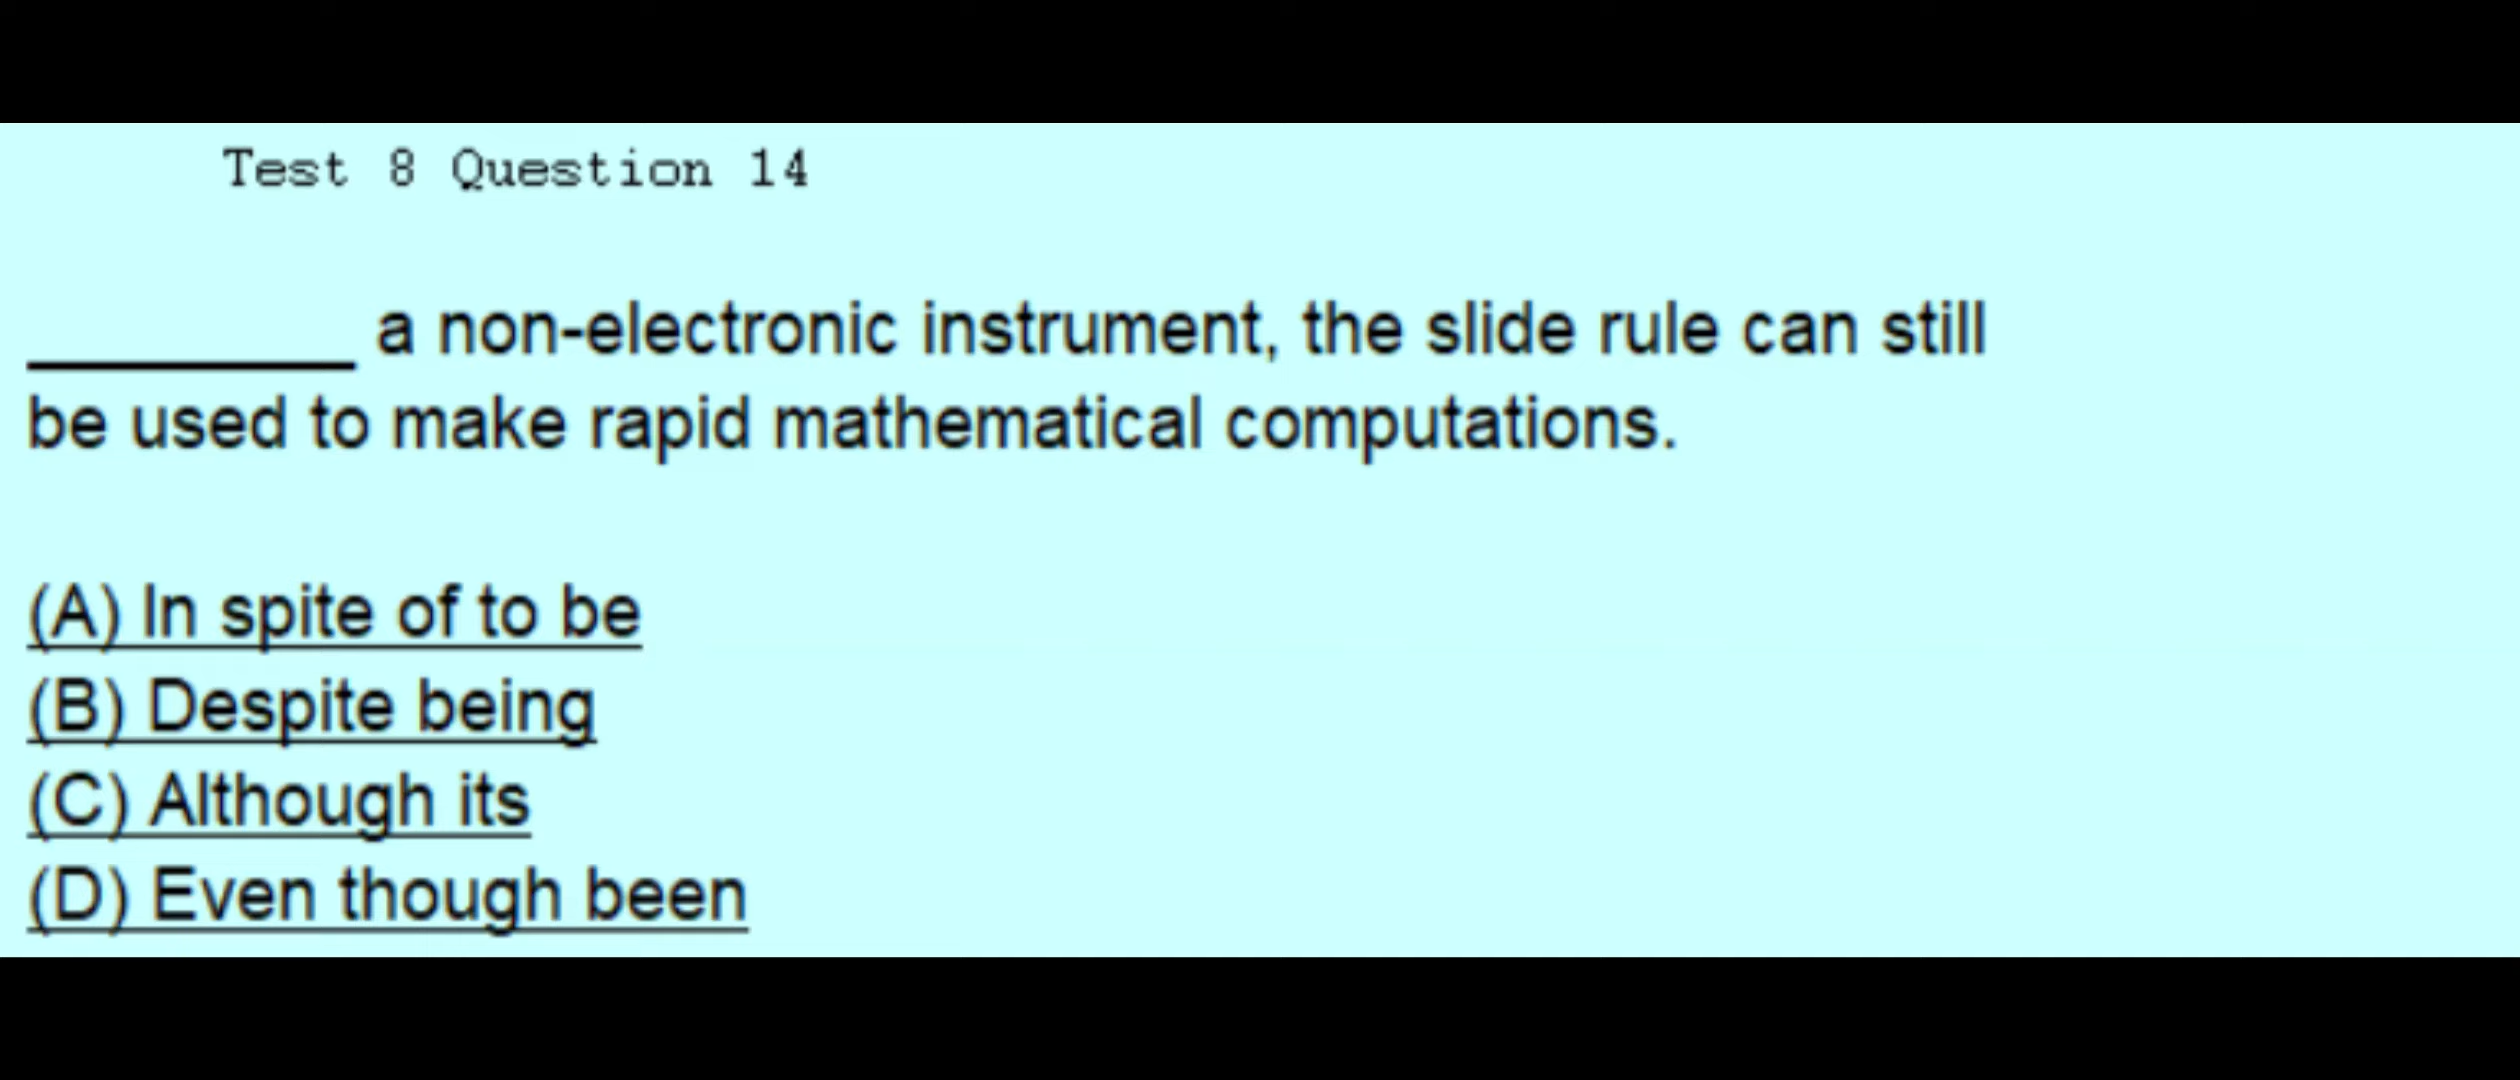 Test 8 Question 14
________ a non-electronic instrument, the slide rule can still
be used to make rapid mathematical computations.
(A) In spite of to be
(B) Despite being
(C) Although its
(D) Even though been